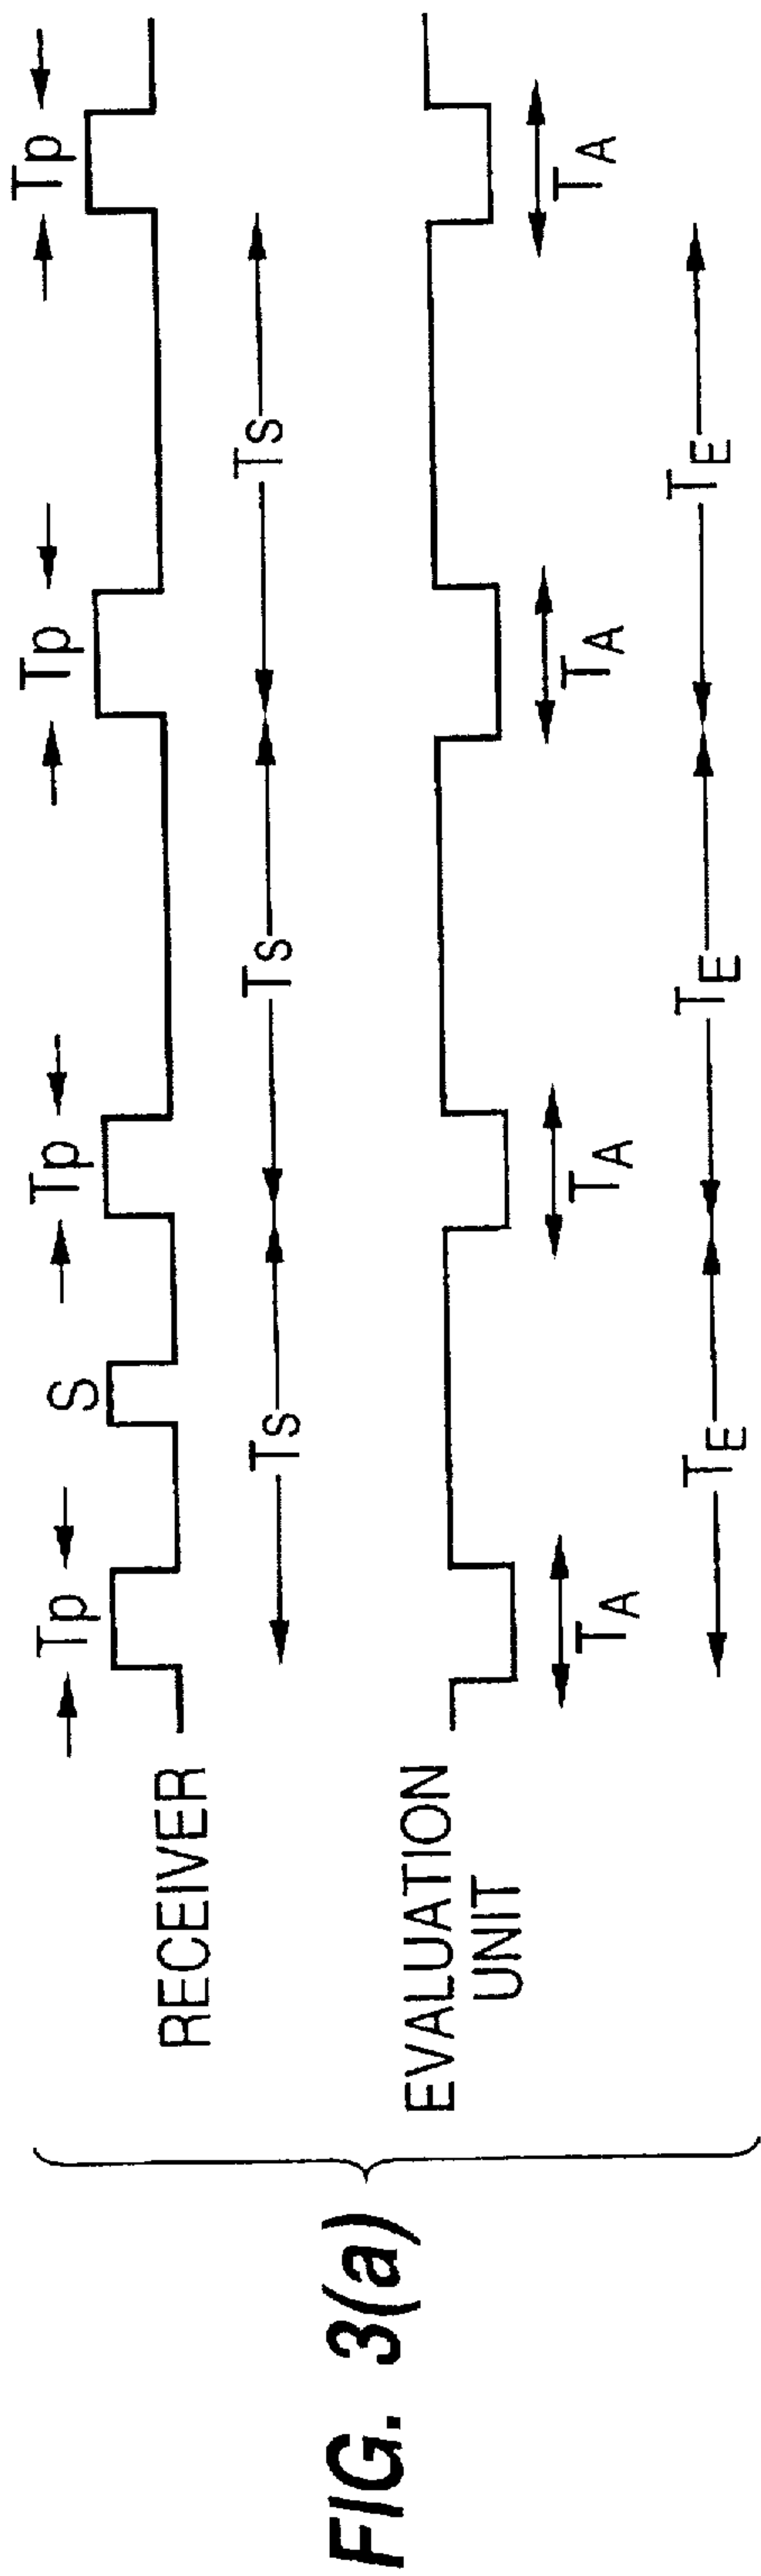 Tp S Tp Tp Tp
RECEIVER
Ts Ts Ts
EVALUATION
UNIT
TA TA TA TA
TE TE TE
FIG. 3(a)